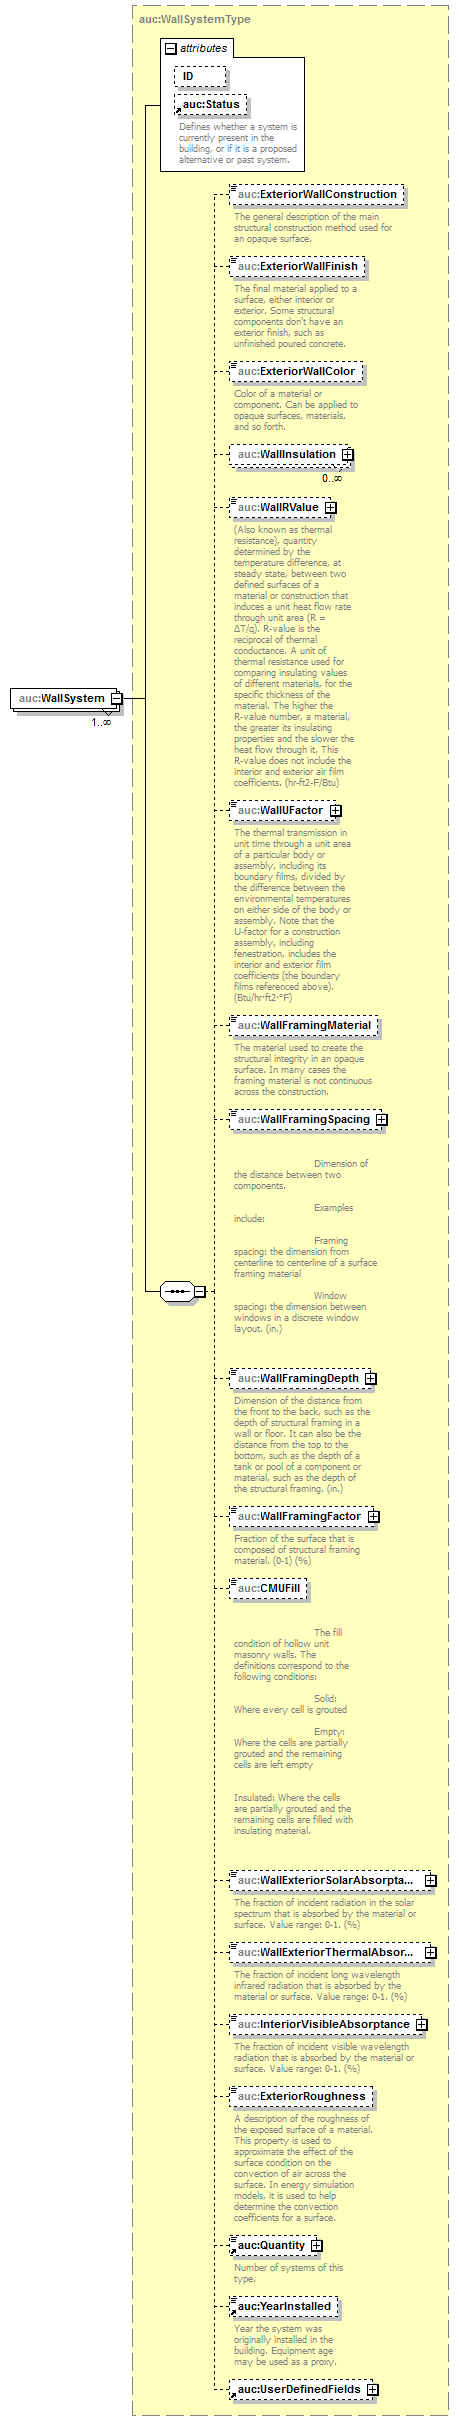 auc:WallSystemType
attributes
ID
auc:Status
Defines whether a system is
currently present in the
building, or if it is a proposed
alternative or past system.
auc:ExteriorWallConstruction
The general description of the main
structural construction method used for
an opaque surface.
auc:ExteriorWallFinish
The final material applied to a
surface, either interior or
exterior. Some structural
components don't have an
exterior finish, such as
unfinished poured concrete.
auc:ExteriorWallColor
Color of a material or
component. Can be applied to
opaque surfaces, materials,
and so forth.
auc:WallInsulation
0..∞
auc:WallRValue
(Also known as thermal
resistance), quantity
determined by the
temperature difference, at
steady state, between two
defined surfaces of a
material or construction that
induces a unit heat flow rate
through unit area (R =
ΔT/q). R-value is the
reciprocal of thermal
conductance. A unit of
thermal resistance used for
comparing insulating values
of different materials, for the
specific thickness of the
material. The higher the
R-value number, a material,
the greater its insulating
properties and the slower the
heat flow through it. This
R-value does not include the
interior and exterior air film
coefficients. (hr-ft2-F/Btu)
auc:WallSystem
1..∞
auc:WallUFactor
The thermal transmission in
unit time through a unit area
of a particular body or
assembly, including its
boundary films, divided by
the difference between the
environmental temperatures
on either side of the body or
assembly. Note that the
U-factor for a construction
assembly, including
fenestration, includes the
interior and exterior film
coefficients (the boundary
films referenced above).
(Btu/hr·ft2·°F)
auc:WallFramingMaterial
The material used to create the
structural integrity in an opaque
surface. In many cases the
framing material is not continuous
across the construction.
auc:WallFramingSpacing
Dimension of
the distance between two
components.
Examples
include:
Framing
spacing: the dimension from
centerline to centerline of a surface
framing material
Window
spacing: the dimension between
windows in a discrete window
layout. (in.)
auc:WallFramingDepth
Dimension of the distance from
the front to the back, such as the
depth of structural framing in a
wall or floor. It can also be the
distance from the top to the
bottom, such as the depth of a
tank or pool of a component or
material, such as the depth of
the structural framing. (in.)
auc:WallFramingFactor
Fraction of the surface that is
composed of structural framing
material. (0-1) (%)
auc:CMUFill
The fill
condition of hollow unit
masonry walls. The
definitions correspond to the
following conditions:
Solid:
Where every cell is grouted
Empty:
Where the cells are partially
grouted and the remaining
cells are left empty
Insulated: Where the cells
are partially grouted and the
remaining cells are filled with
insulating material.
auc:WallExteriorSolarAbsorpta...
The fraction of incident radiation in the solar
spectrum that is absorbed by the material or
surface. Value range: 0-1. (%)
auc:WallExteriorThermalAbsor...
The fraction of incident long wavelength
infrared radiation that is absorbed by the
material or surface. Value range: 0-1. (%)
auc:InteriorVisibleAbsorptance
The fraction of incident visible wavelength
radiation that is absorbed by the material or
surface. Value range: 0-1. (%)
auc:ExteriorRoughness
A description of the roughness of
the exposed surface of a material.
This property is used to
approximate the effect of the
surface condition on the
convection of air across the
surface. In energy simulation
models, it is used to help
determine the convection
coefficients for a surface.
auc:Quantity
Number of systems of this
type.
auc:YearInstalled
Year the system was
originally installed in the
building. Equipment age
may be used as a proxy.
auc:UserDefinedFields